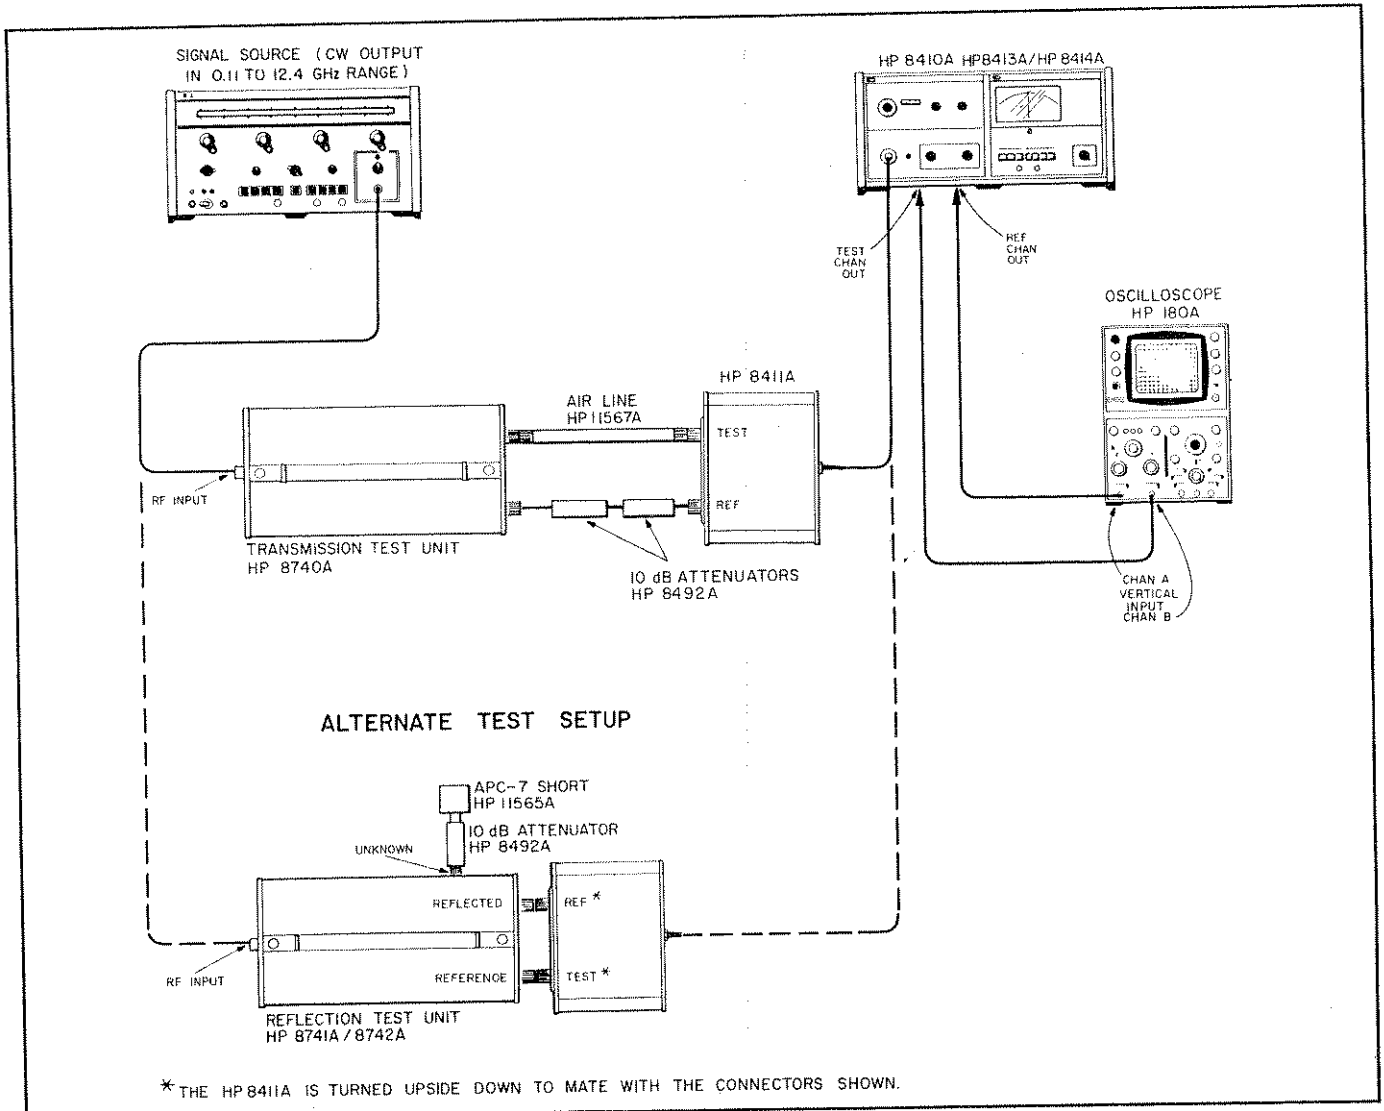 SIGNAL SOURCE (CW OUTPUT
IN 0.11 TO 12.4 GHz RANGE)
HP 8410A HP8413A/HP 8414A
TEST
CHAN
OUT
REF
CHAN
OUT
OSCILLOSCOPE
HP 180A
HP 8411A
AIR LINE
HP 11567A
TEST
REF
RF INPUT
TRANSMISSION TEST UNIT
HP 8740A
10 dB ATTENUATORS
HP 8492A
CHAN A
VERTICAL
INPUT
CHAN B
ALTERNATE TEST SETUP
APC-7 SHORT
HP 11565A
10 dB ATTENUATOR
HP 8492A
UNKNOWN
REFLECTED
REF *
REFERENCE
TEST *
RF INPUT
REFLECTION TEST UNIT
HP 8741A / 8742A
* THE HP 8411A IS TURNED UPSIDE DOWN TO MATE WITH THE CONNECTORS SHOWN.